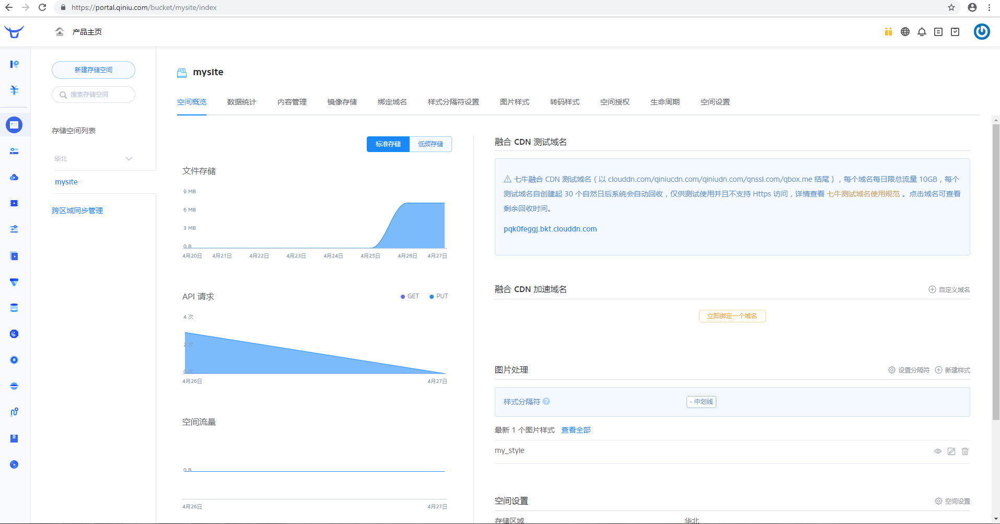 https://portal.qiniu.com/bucket/mysite/index
产品主页
新建存储空间
搜索存储空间
存储空间列表
华北
mysite
跨区域同步管理
mysite
空间概览 数据统计 内容管理 镜像存储 绑定域名 样式分隔符设置 图片样式 转码样式 空间授权 生命周期 空间设置
标准存储 低频存储
文件存储
9 MB
6 MB
3 MB
0 B
4月20日 4月21日 4月22日 4月23日 4月24日 4月25日 4月26日 4月27日
API 请求
GET PUT
4 次
2 次
0 次
4月26日 4月27日
空间流量
0 B
4月26日 4月27日
融合 CDN 测试域名
七牛融合 CDN 测试域名（以 clouddn.com/qiniucdn.com/qiniudn.com/qnssl.com/qbox.me 结尾），每个域名每日限总流量 10GB，每个
测试域名自创建起 30 个自然日后系统会自动回收，仅供测试使用并且不支持 Https 访问，详情查看 七牛测试域名使用规范 。点击域名可查看
剩余回收时间。
pqk0feggj.bkt.clouddn.com
融合 CDN 加速域名
自定义域名
立即绑定一个域名
图片处理
设置分隔符 新建样式
样式分隔符 ?
- 中划线
最新 1 个图片样式 查看全部
my_style
空间设置
空间设置
存储区域 华北